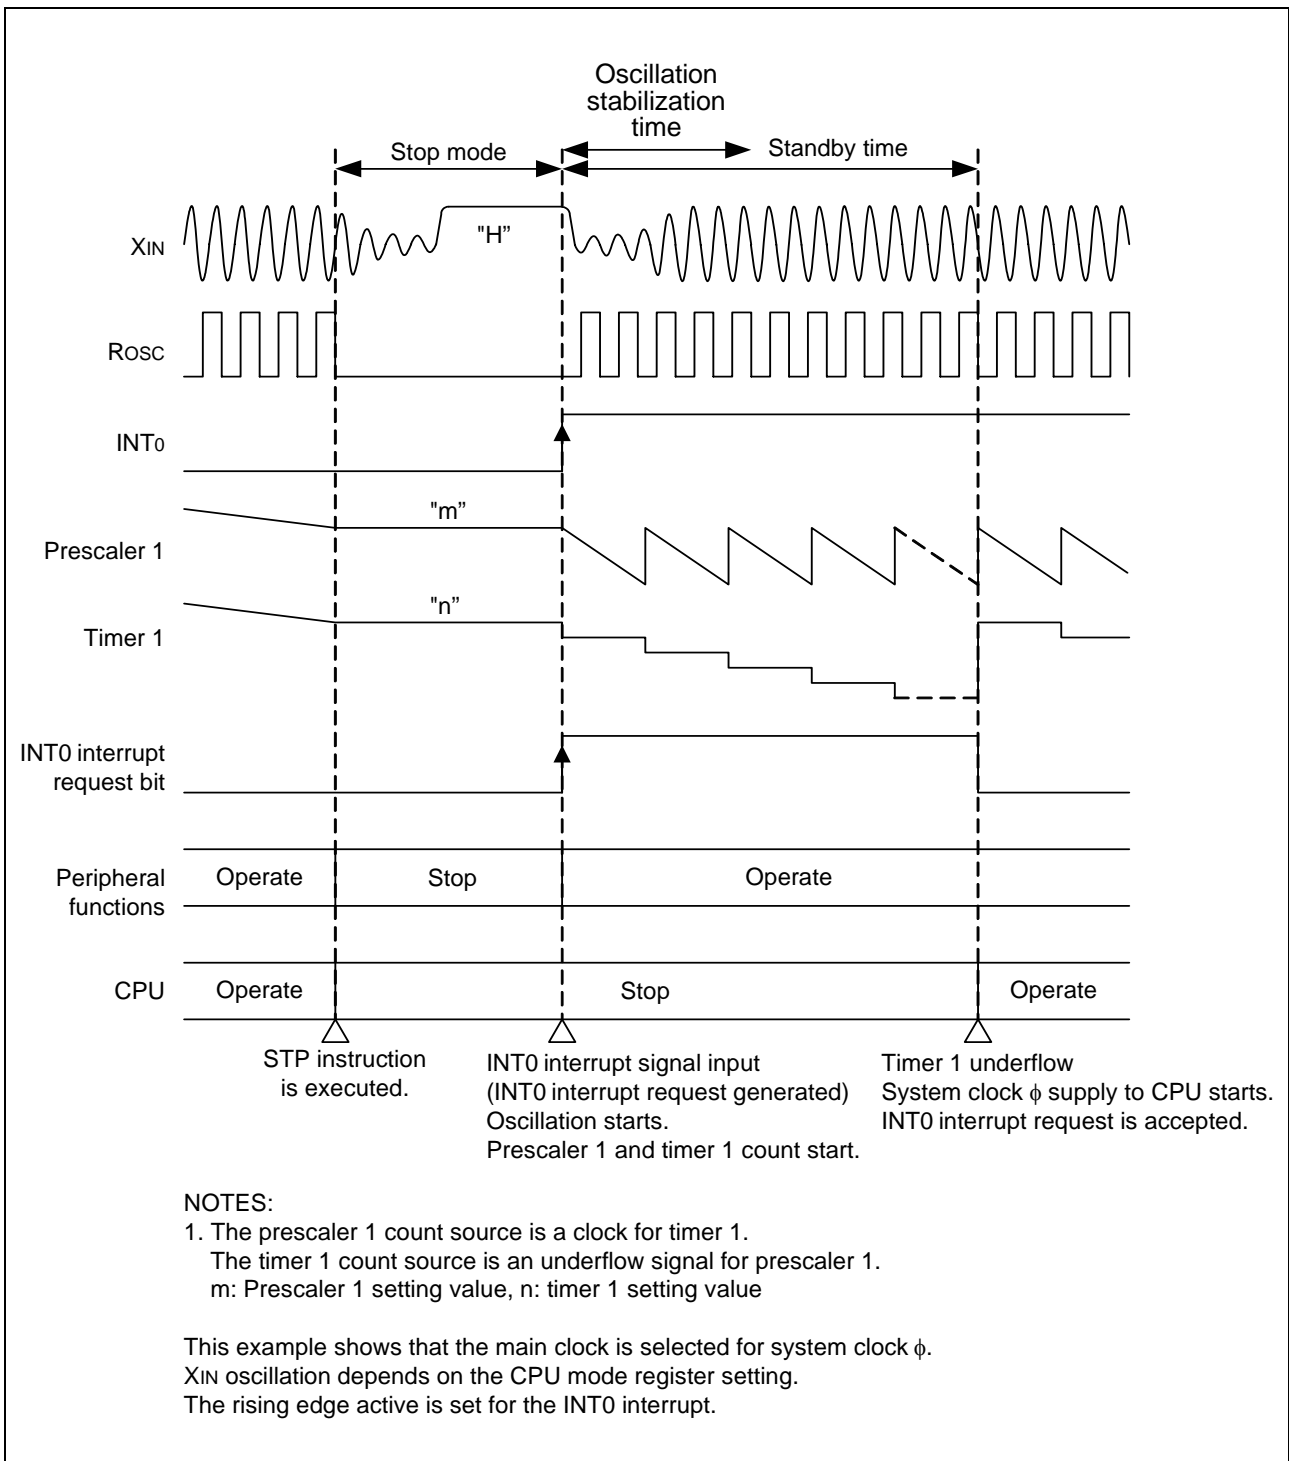 Oscillation
stabilization
time
Stop mode
Standby time
XIN
"H”
ROSC
INT0
"m”
Prescaler 1
"n”
Timer 1
INT0 interrupt
request bit
Peripheral
functions
Operate
Stop
Operate
CPU
Operate
Stop
Operate
STP instruction
is executed.
INT0 interrupt signal input
(INT0 interrupt request generated)
Oscillation starts.
Prescaler 1 and timer 1 count start.
Timer 1 underflow
System clock ϕ supply to CPU starts.
INT0 interrupt request is accepted.
NOTES:
1. The prescaler 1 count source is a clock for timer 1.
The timer 1 count source is an underflow signal for prescaler 1.
m: Prescaler 1 setting value, n: timer 1 setting value
This example shows that the main clock is selected for system clock ϕ.
XIN oscillation depends on the CPU mode register setting.
The rising edge active is set for the INT0 interrupt.